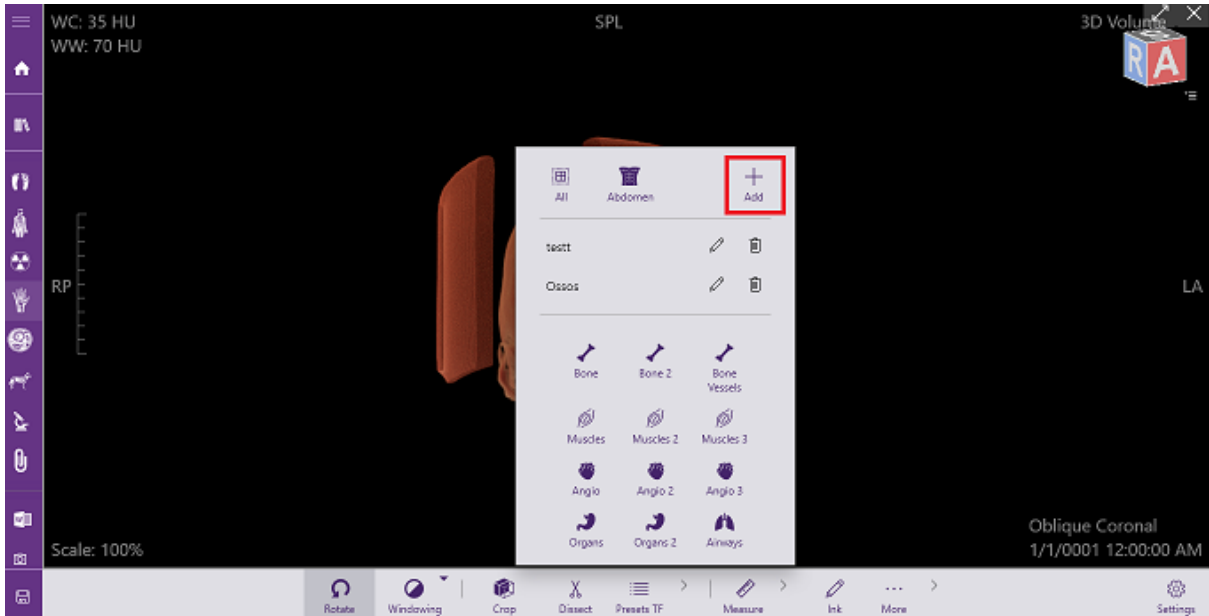 WC: 35 HU
SPL
3D Volume
WW: 70 HU
R A
All
Abdomen
Add
testt
RP
Ossos
LA
Bone
Bone 2
Bone
Vessels
Muscles
Muscles 2
Muscles 3
Angio
Angio 2
Angio 3
Organs
Organs 2
Airways
Oblique Coronal
Scale: 100%
1/1/0001 12:00:00 AM
Rotate
Windowing
Crop
Dissect
Presets TF
Measure
Ink
More
Settings